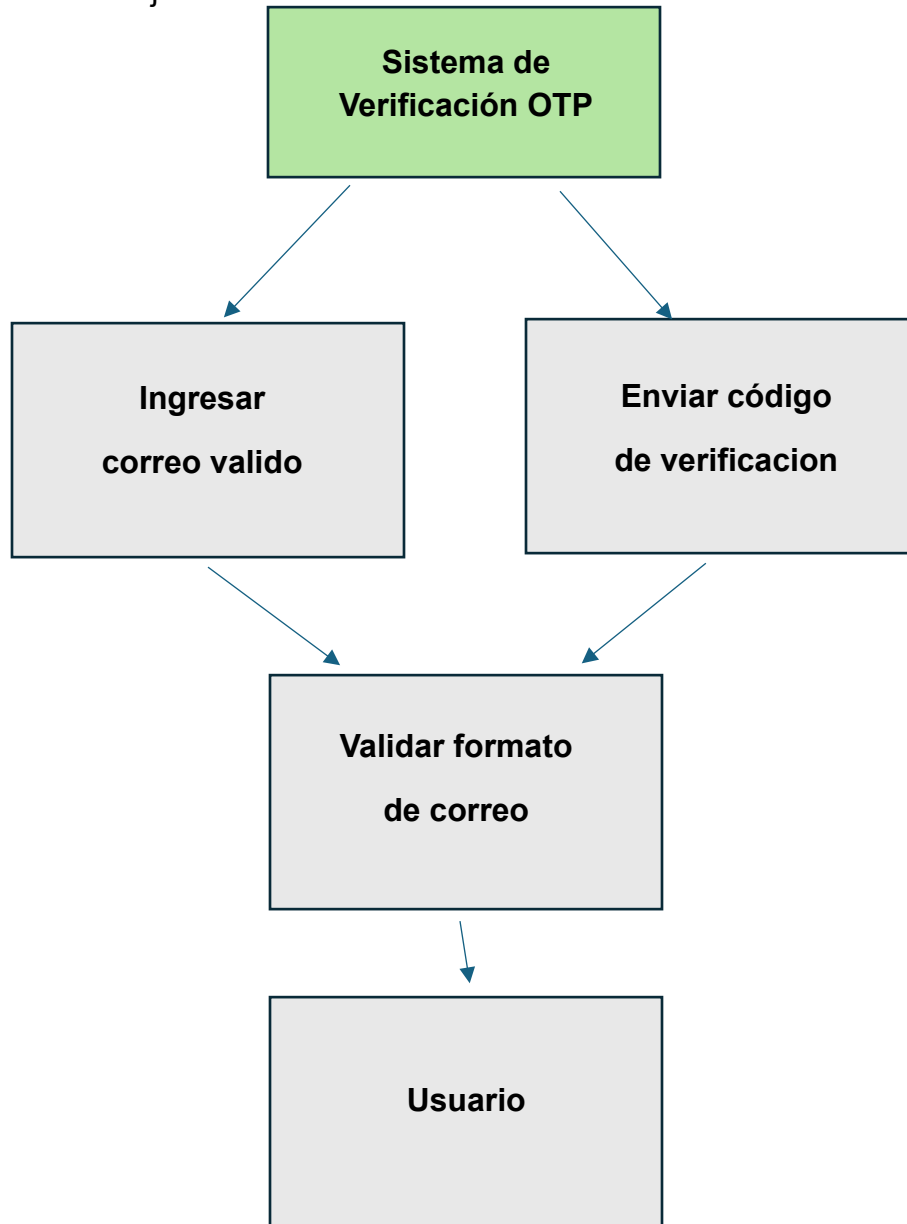 Sistema de
Verificación OTP
Ingresar
correo valido
Enviar código
de verificacion
Validar formato
de correo
Usuario